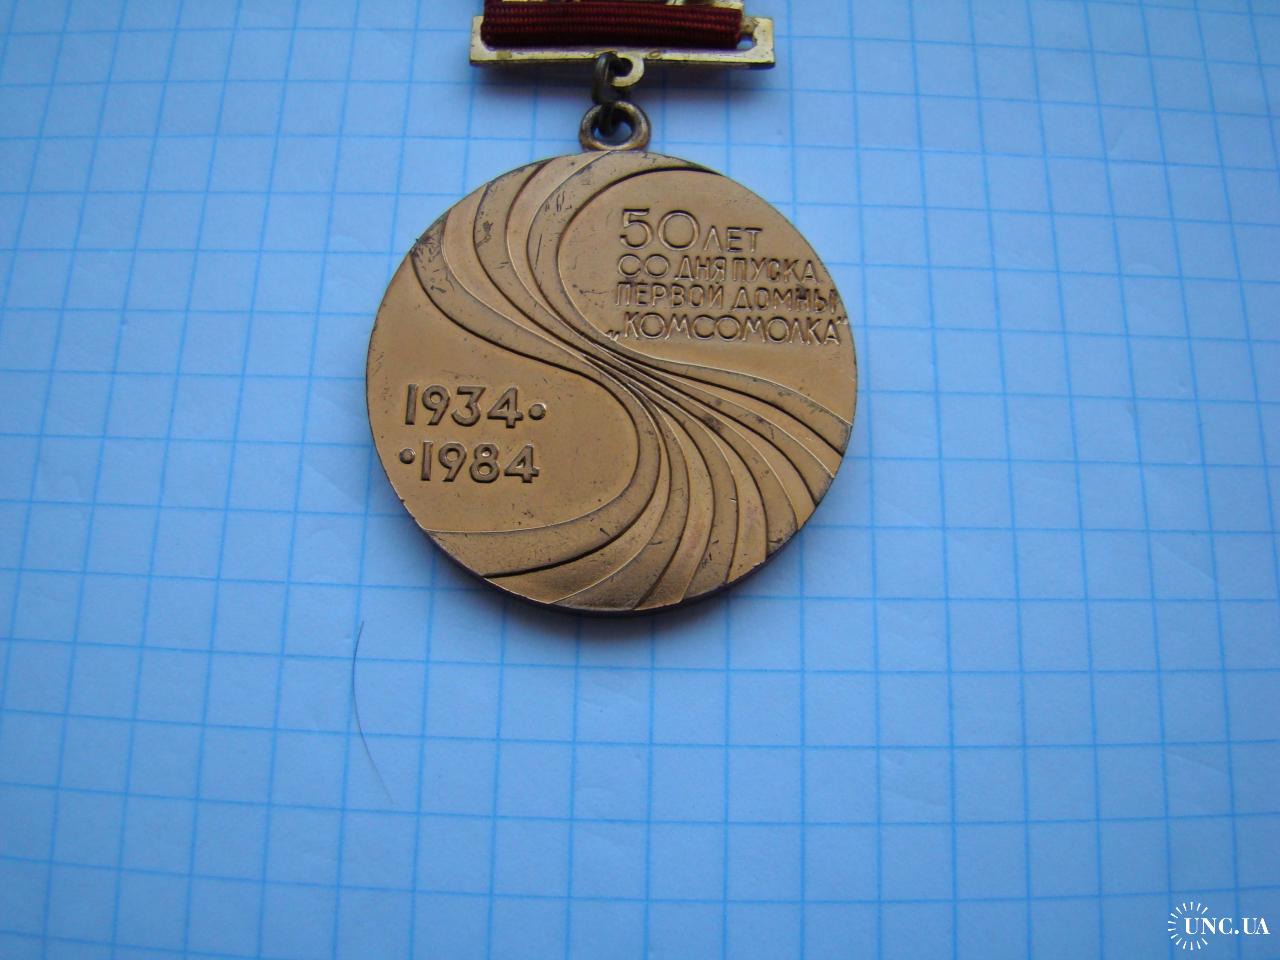 50 ЛЕТ
СО ДНЯ ПУСКА
ПЕРВОЙ ДОМНЫ
„КОМСОМОЛКА"
1934•
•1984
UNC.UA